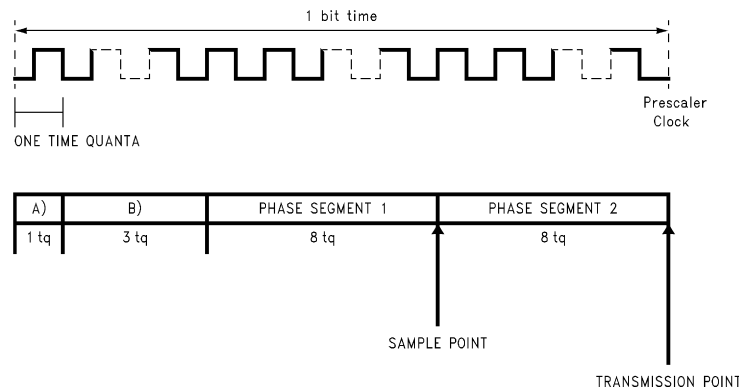 1 bit time
Prescaler
Clock
ONE TIME QUANTA
A) B) PHASE SEGMENT 1 PHASE SEGMENT 2
1 tq 3 tq 8 tq 8 tq
SAMPLE POINT
TRANSMISSION POINT